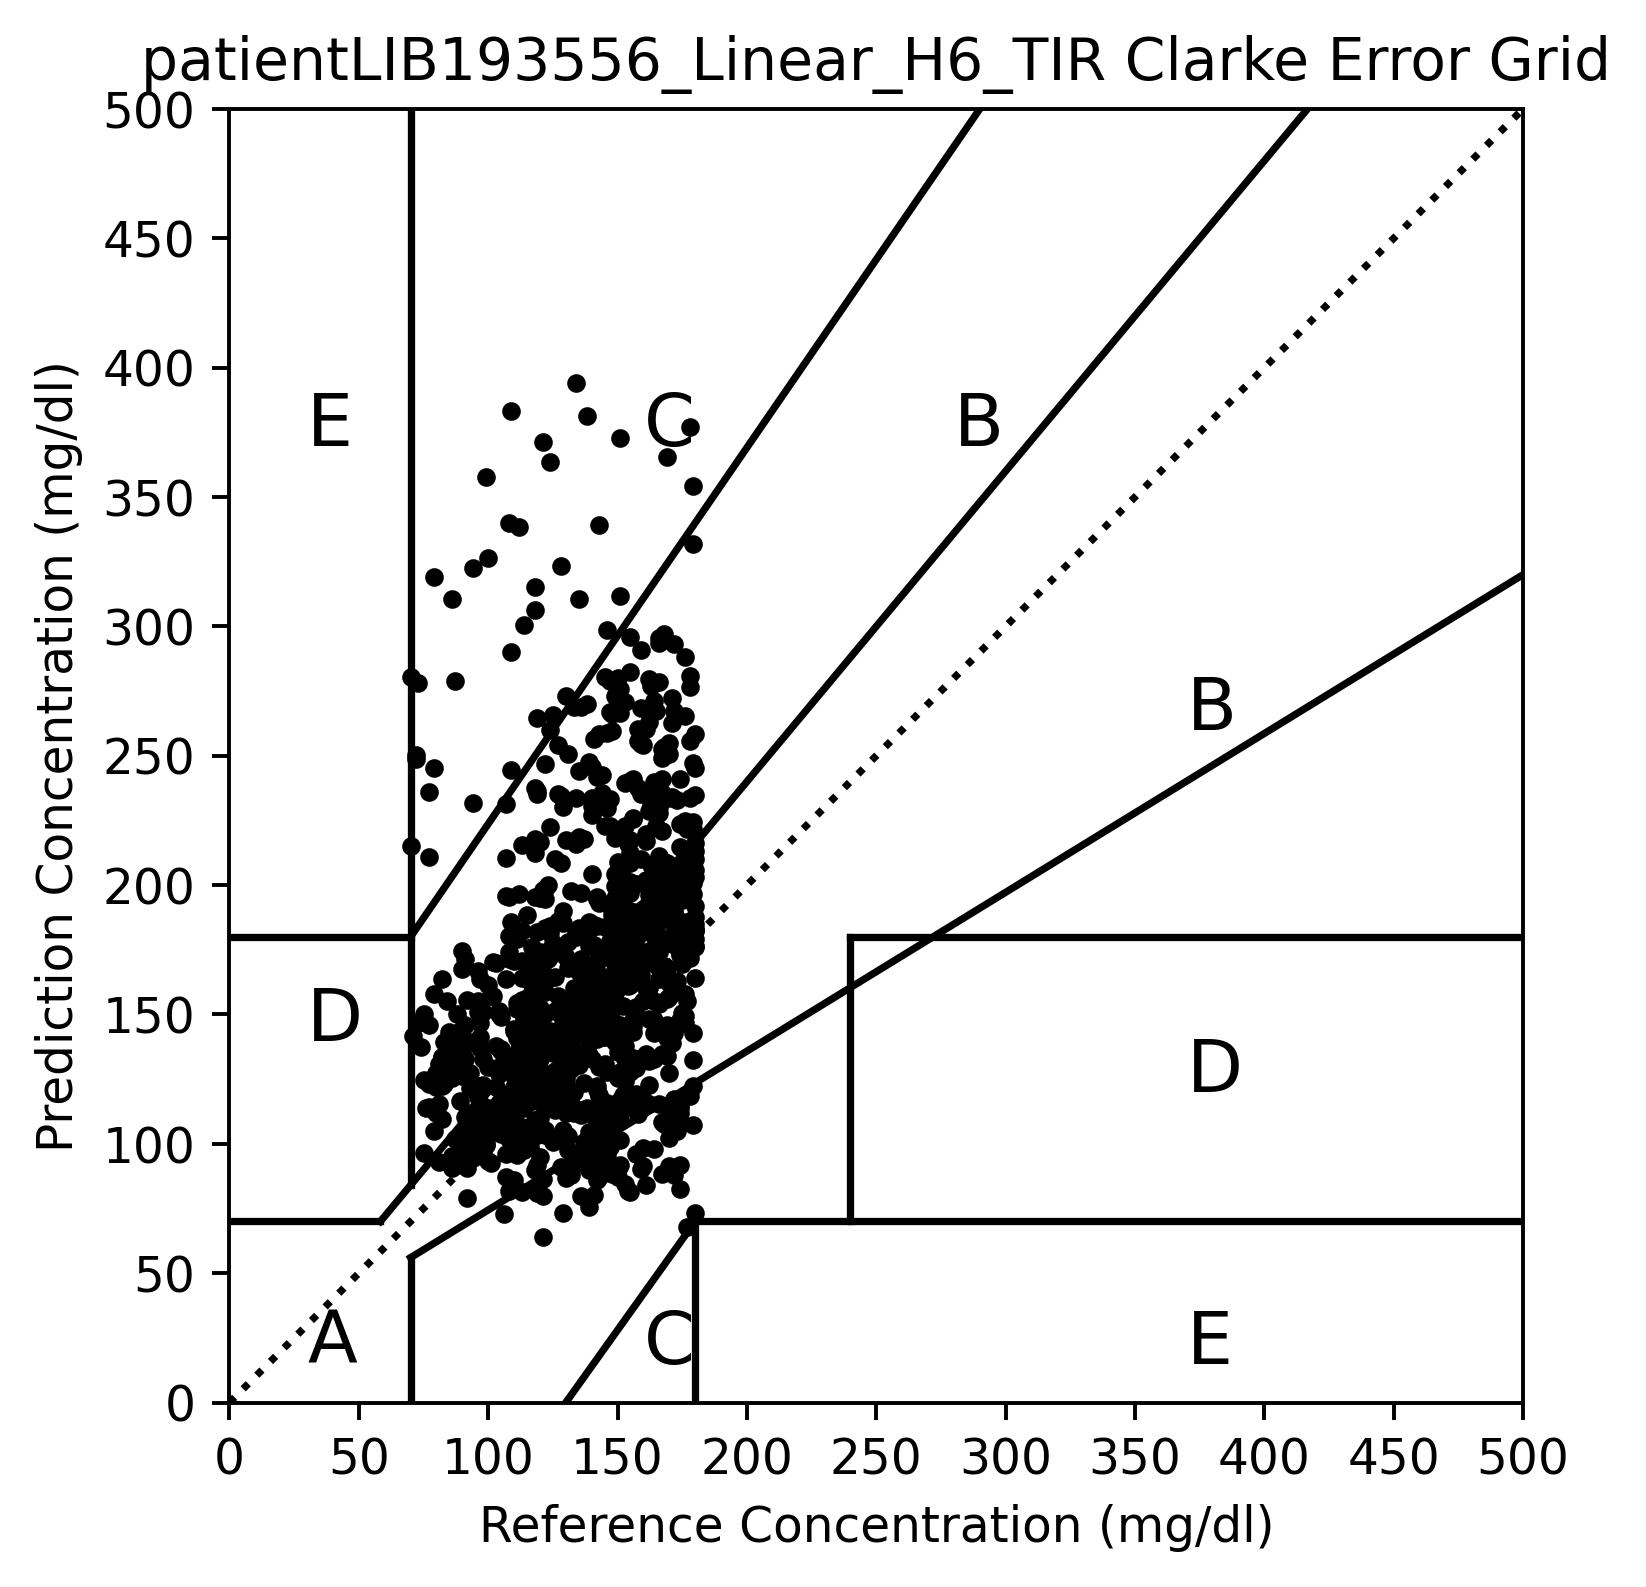 patientLIB193556_Linear_H6_TIR Clarke Error Grid
500
450
400
350
300
250
200
150
100
50
0
Prediction Concentration (mg/dl)
E
C
B
B
D
D
A
C
E
0 50 100 150 200 250 300 350 400 450 500
Reference Concentration (mg/dl)